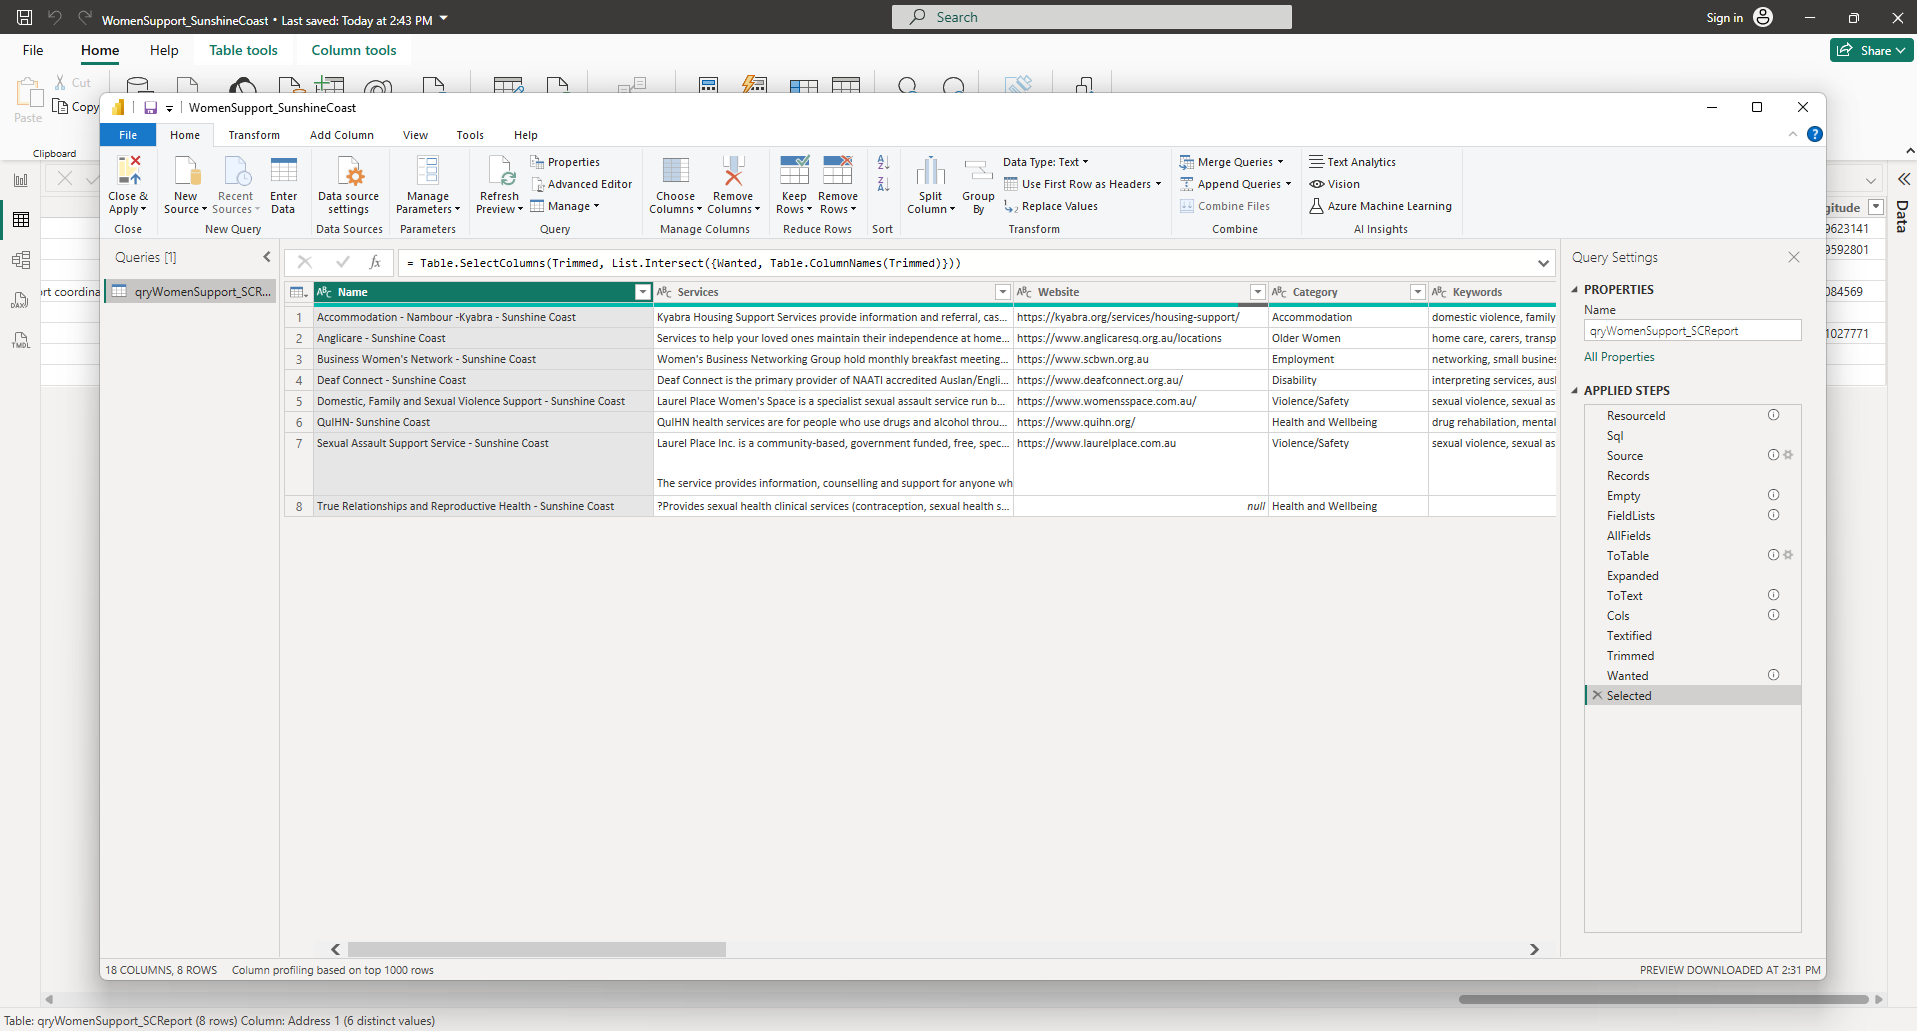 WomenSupport_SunshineCoast • Last saved: Today at 2:43 PM
Search
Sign in
File Home Help Table tools Column tools
Share
Paste
Cut
Copy
Clipboard
WomenSupport_SunshineCoast
File Home Transform Add Column View Tools Help
Close & Apply
Close
New Source
Recent Sources
Enter Data
New Query
Data source settings
Data Sources
Manage Parameters
Parameters
Refresh Preview
Properties
Advanced Editor
Manage
Query
Choose Columns
Remove Columns
Manage Columns
Keep Rows
Remove Rows
Reduce Rows
Sort
Split Column
Group By
Data Type: Text
Use First Row as Headers
Replace Values
Transform
Merge Queries
Append Queries
Combine Files
Combine
Text Analytics
Vision
Azure Machine Learning
AI Insights
Queries [1]
qryWomenSupport_SCR...
fx = Table.SelectColumns(Trimmed, List.Intersect({Wanted, Table.ColumnNames(Trimmed)}))
Name Services Website Category Keywords
1 Accommodation - Nambour -Kyabra - Sunshine Coast Kyabra Housing Support Services provide information and referral, cas... https://kyabra.org/services/housing-support/ Accommodation domestic violence, family
2 Anglicare - Sunshine Coast Services to help your loved ones maintain their independence at home... https://www.anglicaresq.org.au/locations Older Women home care, carers, transp
3 Business Women's Network - Sunshine Coast Women's Business Networking Group hold monthly breakfast meeting... https://www.scbwn.org.au Employment networking, small busines
4 Deaf Connect - Sunshine Coast Deaf Connect is the primary provider of NAATI accredited Auslan/Engli... https://www.deafconnect.org.au/ Disability interpreting services, ausl
5 Domestic, Family and Sexual Violence Support - Sunshine Coast Laurel Place Women's Space is a specialist sexual assault service run b... https://www.womensspace.com.au/ Violence/Safety sexual violence, sexual as
6 QuIHN- Sunshine Coast QuIHN health services are for people who use drugs and alcohol throu... https://www.quihn.org/ Health and Wellbeing drug rehabilation, mental
7 Sexual Assault Support Service - Sunshine Coast Laurel Place Inc. is a community-based, government funded, free, spec... https://www.laurelplace.com.au Violence/Safety sexual violence, sexual as
The service provides information, counselling and support for anyone wh
8 True Relationships and Reproductive Health - Sunshine Coast ?Provides sexual health clinical services (contraception, sexual health s... null Health and Wellbeing
18 COLUMNS, 8 ROWS Column profiling based on top 1000 rows
PREVIEW DOWNLOADED AT 2:31 PM
Query Settings
PROPERTIES
Name
qryWomenSupport_SCReport
All Properties
APPLIED STEPS
ResourceId
Sql
Source
Records
Empty
FieldLists
AllFields
ToTable
Expanded
ToText
Cols
Textified
Trimmed
Wanted
Selected
DAX
TMDL
rt coordina
gitude
9623141
9592801
084569
1027771
Data
Table: qryWomenSupport_SCReport (8 rows) Column: Address 1 (6 distinct values)